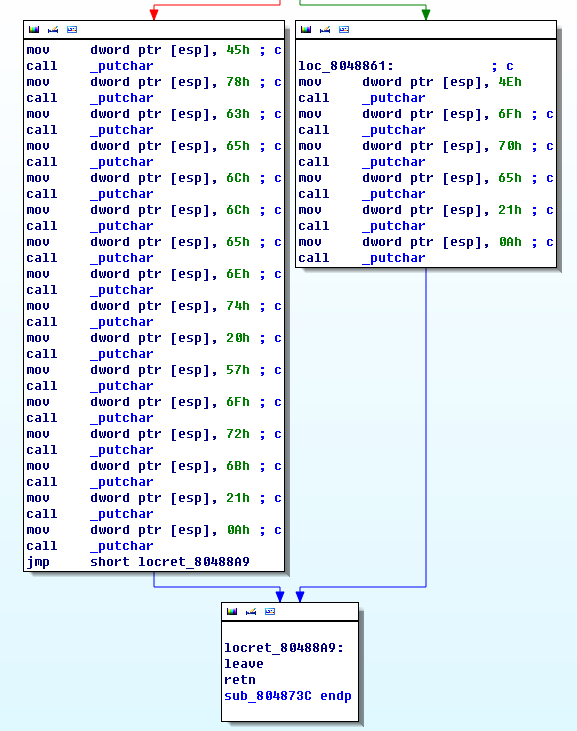 mov     dword ptr [esp], 45h ; c
call    _putchar
mov     dword ptr [esp], 78h ; c
call    _putchar
mov     dword ptr [esp], 63h ; c
call    _putchar
mov     dword ptr [esp], 65h ; c
call    _putchar
mov     dword ptr [esp], 6Ch ; c
call    _putchar
mov     dword ptr [esp], 6Ch ; c
call    _putchar
mov     dword ptr [esp], 65h ; c
call    _putchar
mov     dword ptr [esp], 6Eh ; c
call    _putchar
mov     dword ptr [esp], 74h ; c
call    _putchar
mov     dword ptr [esp], 20h ; c
call    _putchar
mov     dword ptr [esp], 57h ; c
call    _putchar
mov     dword ptr [esp], 6Fh ; c
call    _putchar
mov     dword ptr [esp], 72h ; c
call    _putchar
mov     dword ptr [esp], 6Bh ; c
call    _putchar
mov     dword ptr [esp], 21h ; c
call    _putchar
mov     dword ptr [esp], 0Ah ; c
call    _putchar
jmp     short locret_80488A9
loc_8048861:            ; c
mov     dword ptr [esp], 4Eh
call    _putchar
mov     dword ptr [esp], 6Fh ; c
call    _putchar
mov     dword ptr [esp], 70h ; c
call    _putchar
mov     dword ptr [esp], 65h ; c
call    _putchar
mov     dword ptr [esp], 21h ; c
call    _putchar
mov     dword ptr [esp], 0Ah ; c
call    _putchar
locret_80488A9:
leave
retn
sub_804873C endp